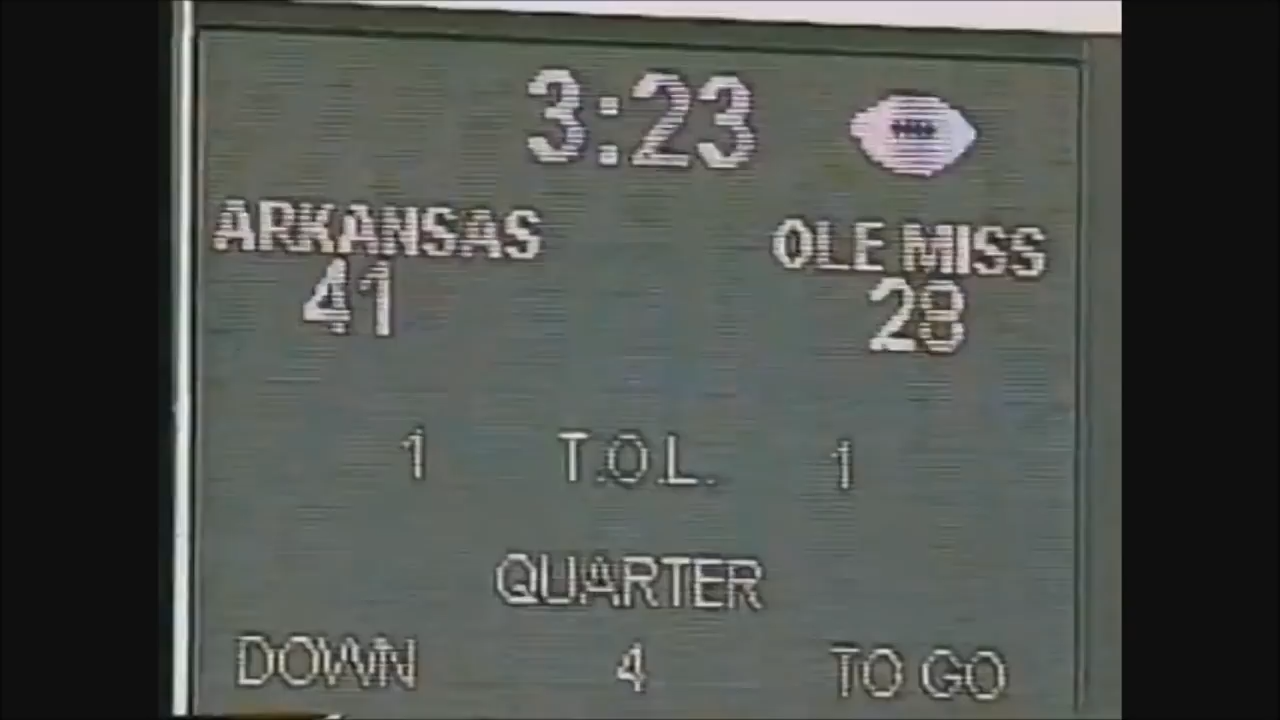 3:23
ARKANSAS OLE MISS
41 28
1 T.O.L. 1
QUARTER
DOWN 4 TO GO